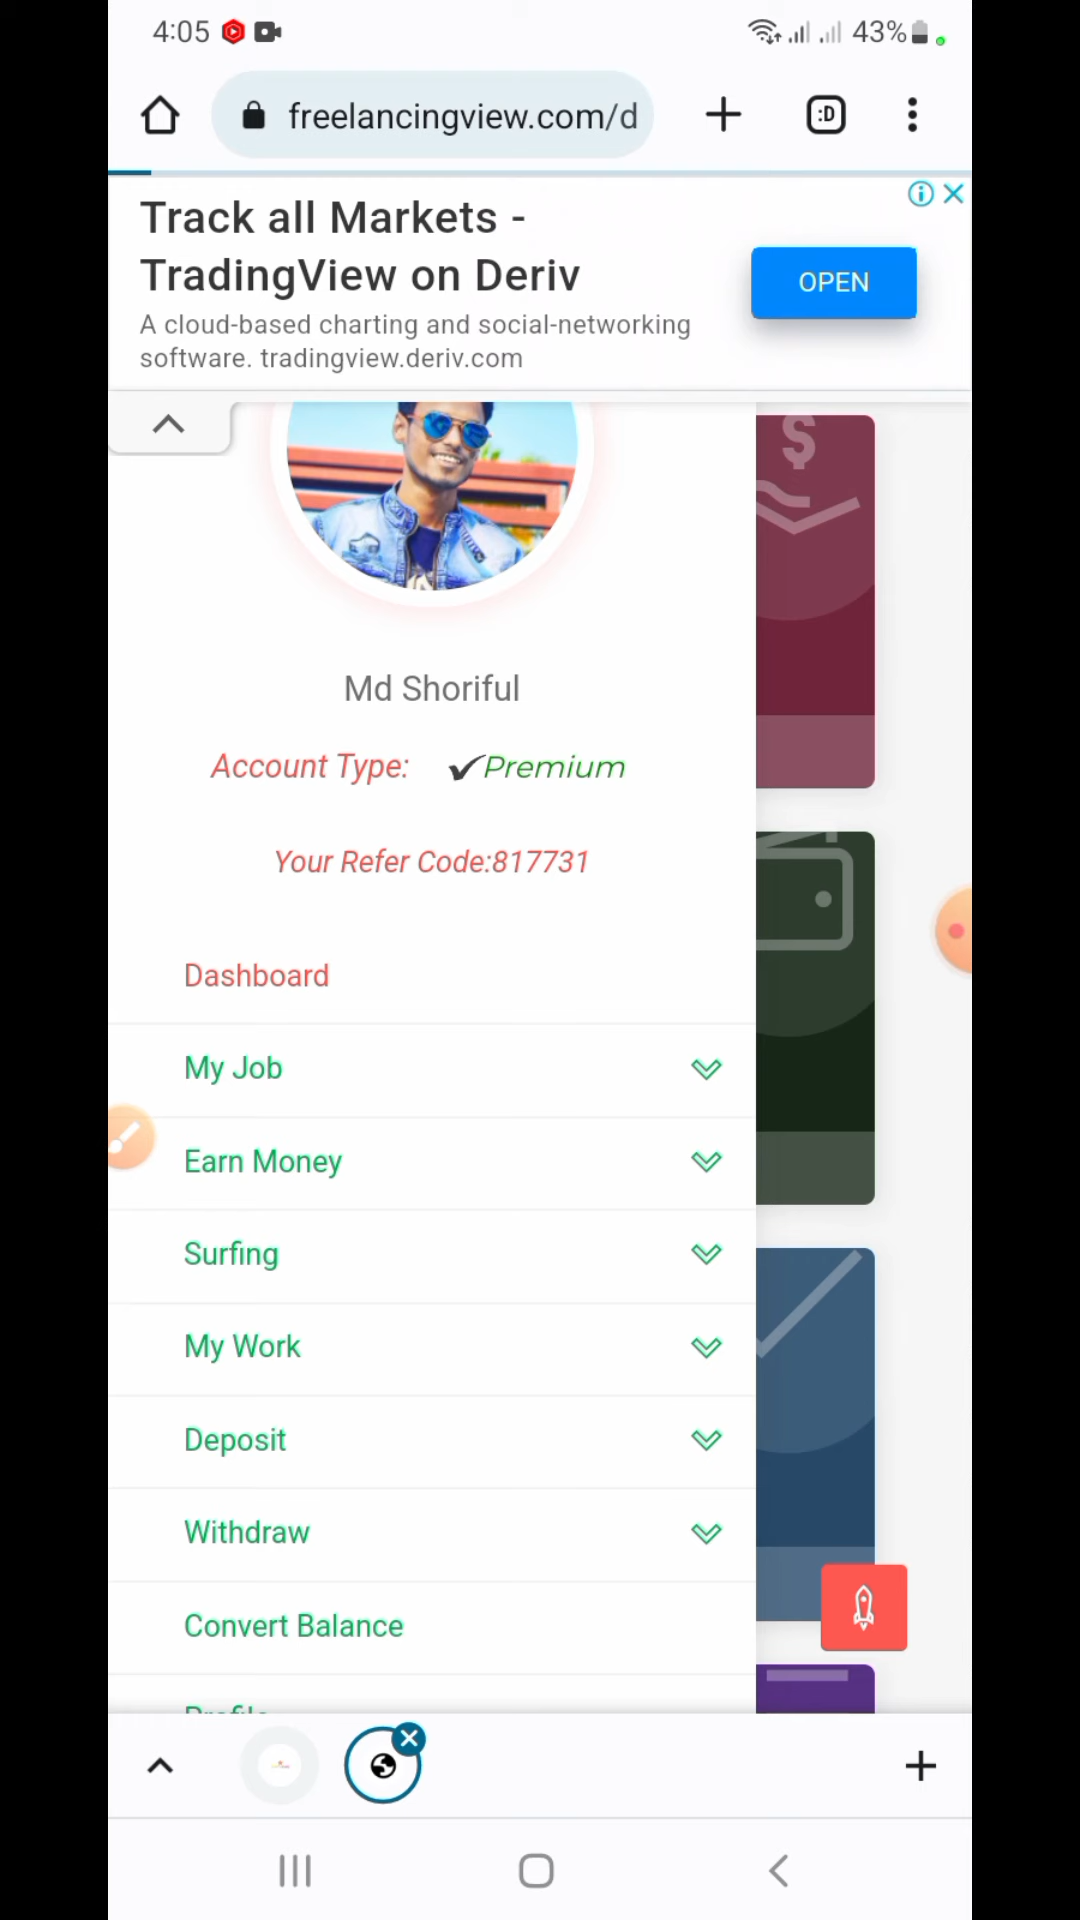 4:05
43%
freelancingview.com/d
:D
Track all Markets -
TradingView on Deriv
A cloud-based charting and social-networking
software. tradingview.deriv.com
OPEN
Md Shoriful
Account Type: ✔Premium
Your Refer Code:817731
Dashboard
My Job
Earn Money
Surfing
My Work
Deposit
Withdraw
Convert Balance
Profile